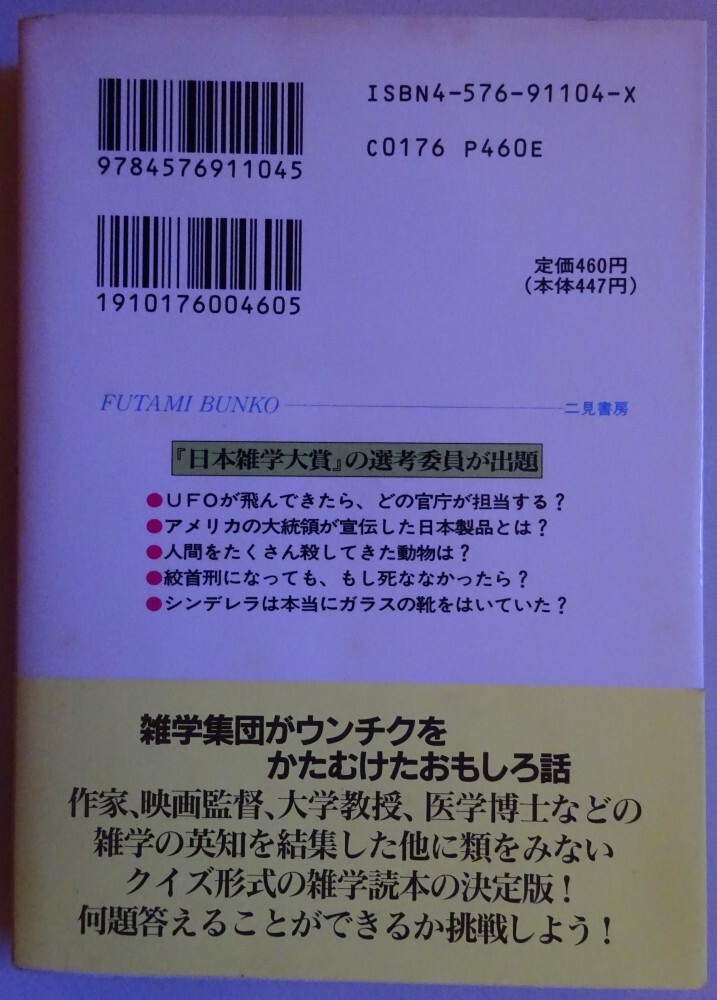 ISBN4-576-91104-X
9784576911045
C0176 P460E
1910176004605
定価460円
(本体447円)
FUTAMI BUNKO
二見書房
『日本雑学大賞』の選考委員が出題
●UFOが飛んできたら、どの官庁が担当する?
●アメリカの大統領が宣伝した日本製品とは?
●人間をたくさん殺してきた動物は?
●絞首刑になっても、もし死ななかったら?
●シンデレラは本当にガラスの靴をはいていた?
雑学集団がウンチクを
かたむけたおもしろ話
作家、映画監督、大学教授、医学博士などの
雑学の英知を結集した他に類をみない
クイズ形式の雑学読本の決定版!
何題答えることができるか挑戦しよう!